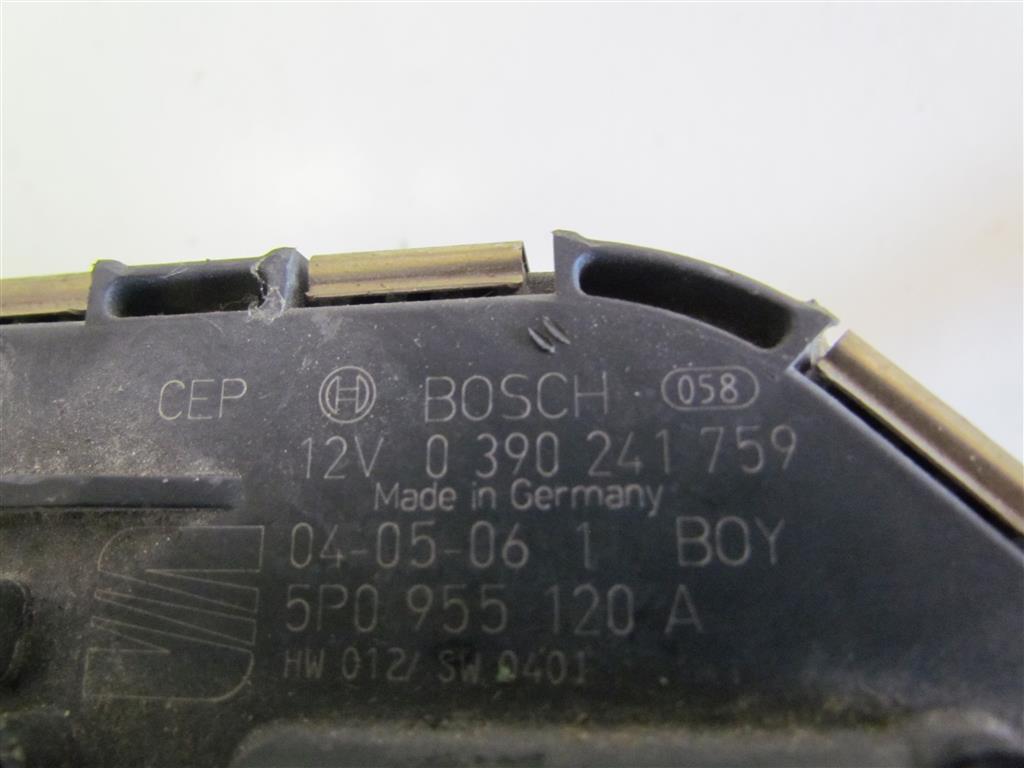 CEP BOSCH 058
12V 0 390 241 759
Made in Germany
04-05-06 1 BOY
5P0 955 120 A
HW 012/ SW 0401